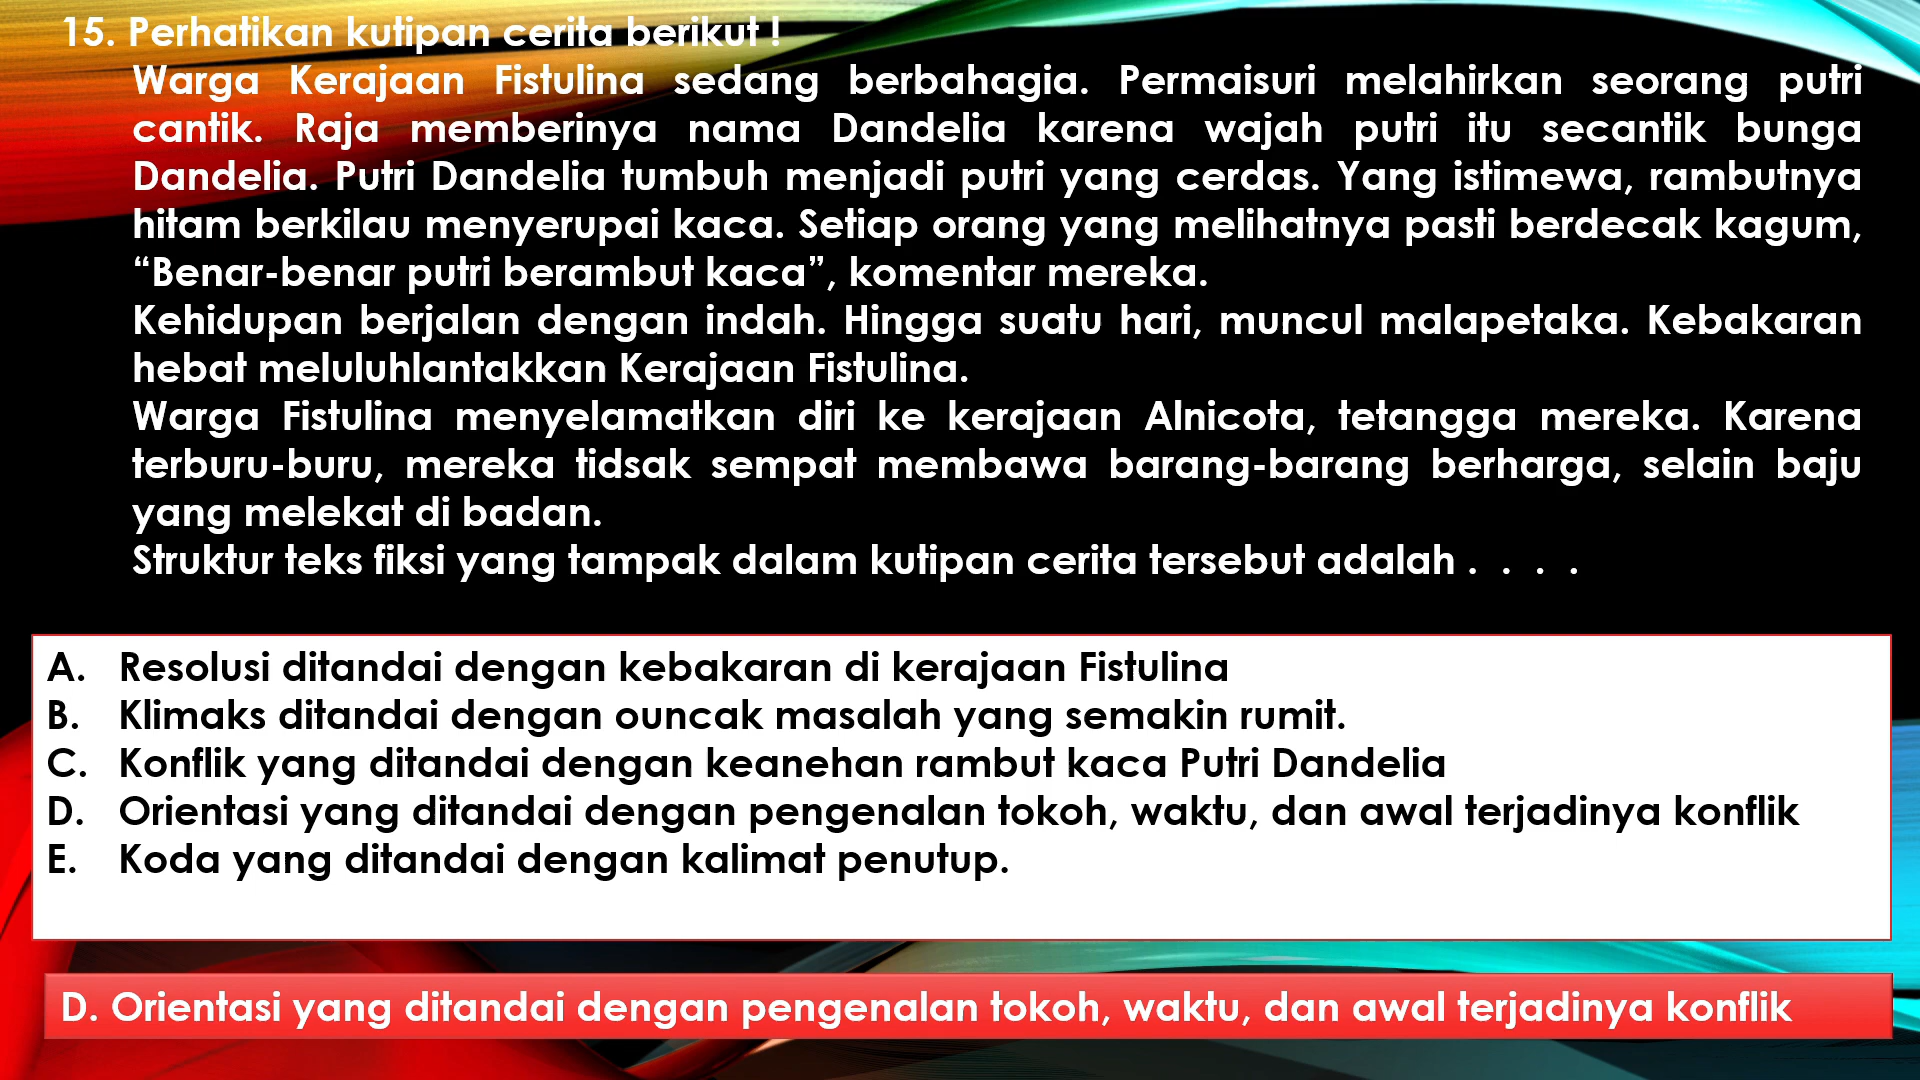 15. Perhatikan kutipan cerita berikut !
Warga Kerajaan Fistulina sedang berbahagia. Permaisuri melahirkan seorang putri
cantik. Raja memberinya nama Dandelia karena wajah putri itu secantik bunga
Dandelia. Putri Dandelia tumbuh menjadi putri yang cerdas. Yang istimewa, rambutnya
hitam berkilau menyerupai kaca. Setiap orang yang melihatnya pasti berdecak kagum,
“Benar-benar putri berambut kaca”, komentar mereka.
Kehidupan berjalan dengan indah. Hingga suatu hari, muncul malapetaka. Kebakaran
hebat meluluhlantakkan Kerajaan Fistulina.
Warga Fistulina menyelamatkan diri ke kerajaan Alnicota, tetangga mereka. Karena
terburu-buru, mereka tidsak sempat membawa barang-barang berharga, selain baju
yang melekat di badan.
Struktur teks fiksi yang tampak dalam kutipan cerita tersebut adalah . . . .
A. Resolusi ditandai dengan kebakaran di kerajaan Fistulina
B. Klimaks ditandai dengan ouncak masalah yang semakin rumit.
C. Konflik yang ditandai dengan keanehan rambut kaca Putri Dandelia
D. Orientasi yang ditandai dengan pengenalan tokoh, waktu, dan awal terjadinya konflik
E. Koda yang ditandai dengan kalimat penutup.
D. Orientasi yang ditandai dengan pengenalan tokoh, waktu, dan awal terjadinya konflik